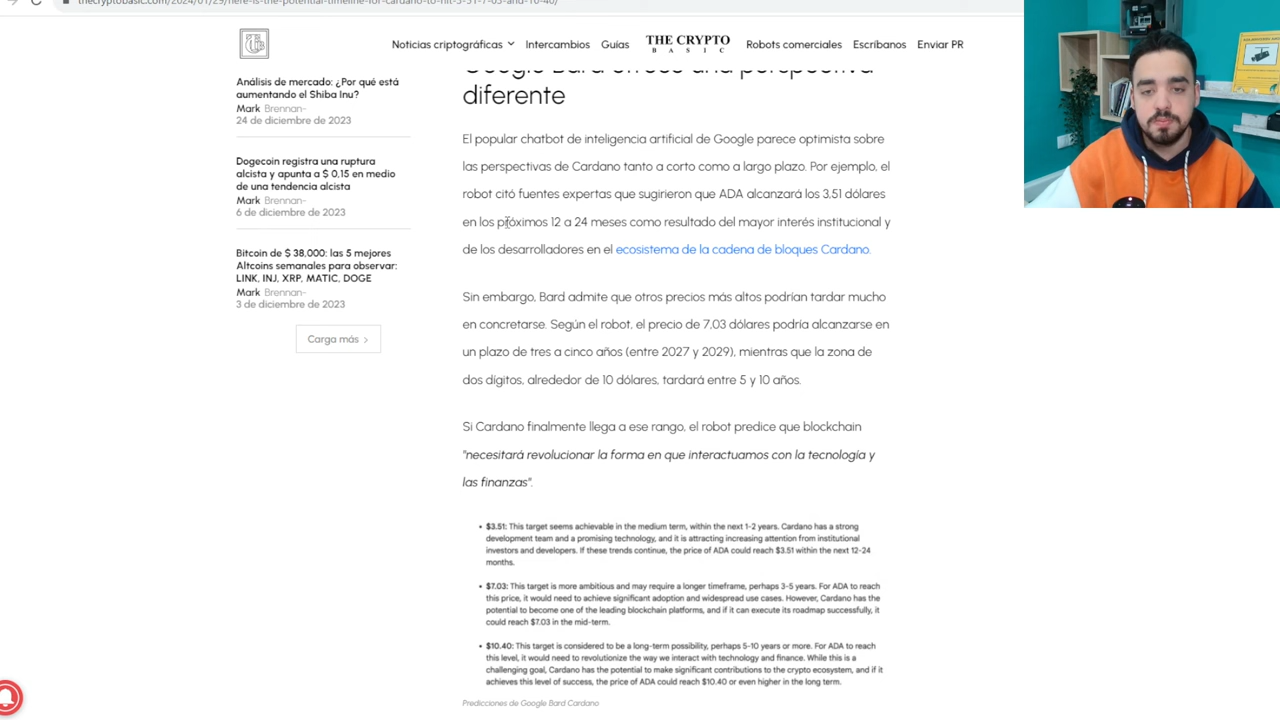 thecryptobasic.com/2024/01/29/here-is-the-potential-timeline-for-cardano-to-hit-3-51-7-03-and-10-40/
Noticias criptográficas
Intercambios
Guías
THE CRYPTO
BASIC
Robots comerciales
Escríbanos
Enviar PR
Análisis de mercado: ¿Por qué está
aumentando el Shiba Inu?
Mark Brennan-
24 de diciembre de 2023
Dogecoin registra una ruptura
alcista y apunta a $ 0,15 en medio
de una tendencia alcista
Mark Brennan-
6 de diciembre de 2023
Bitcoin de $ 38,000: las 5 mejores
Altcoins semanales para observar:
LINK, INJ, XRP, MATIC, DOGE
Mark Brennan-
3 de diciembre de 2023
Carga más
Google Bard ofrece una perspectiva
diferente
El popular chatbot de inteligencia artificial de Google parece optimista sobre
las perspectivas de Cardano tanto a corto como a largo plazo. Por ejemplo, el
robot citó fuentes expertas que sugirieron que ADA alcanzará los 3,51 dólares
en los próximos 12 a 24 meses como resultado del mayor interés institucional y
de los desarrolladores en el ecosistema de la cadena de bloques Cardano.
Sin embargo, Bard admite que otros precios más altos podrían tardar mucho
en concretarse. Según el robot, el precio de 7,03 dólares podría alcanzarse en
un plazo de tres a cinco años (entre 2027 y 2029), mientras que la zona de
dos dígitos, alrededor de 10 dólares, tardará entre 5 y 10 años.
Si Cardano finalmente llega a ese rango, el robot predice que blockchain
"necesitará revolucionar la forma en que interactuamos con la tecnología y
las finanzas".
• $3.51: This target seems achievable in the medium term, within the next 1-2 years. Cardano has a strong
development team and a promising technology, and it is attracting increasing attention from institutional
investors and developers. If these trends continue, the price of ADA could reach $3.51 within the next 12-24
months.
• $7.03: This target is more ambitious and may require a longer timeframe, perhaps 3-5 years. For ADA to reach
this price, it would need to achieve significant adoption and widespread use cases. However, Cardano has the
potential to become one of the leading blockchain platforms, and if it can execute its roadmap successfully, it
could reach $7.03 in the mid-term.
• $10.40: This target is considered to be a long-term possibility, perhaps 5-10 years or more. For ADA to reach
this level, it would need to revolutionize the way we interact with technology and finance. While this is a
challenging goal, Cardano has the potential to make significant contributions to the crypto ecosystem, and if it
achieves this level of success, the price of ADA could reach $10.40 or even higher in the long term.
Predicciones de Google Bard Cardano